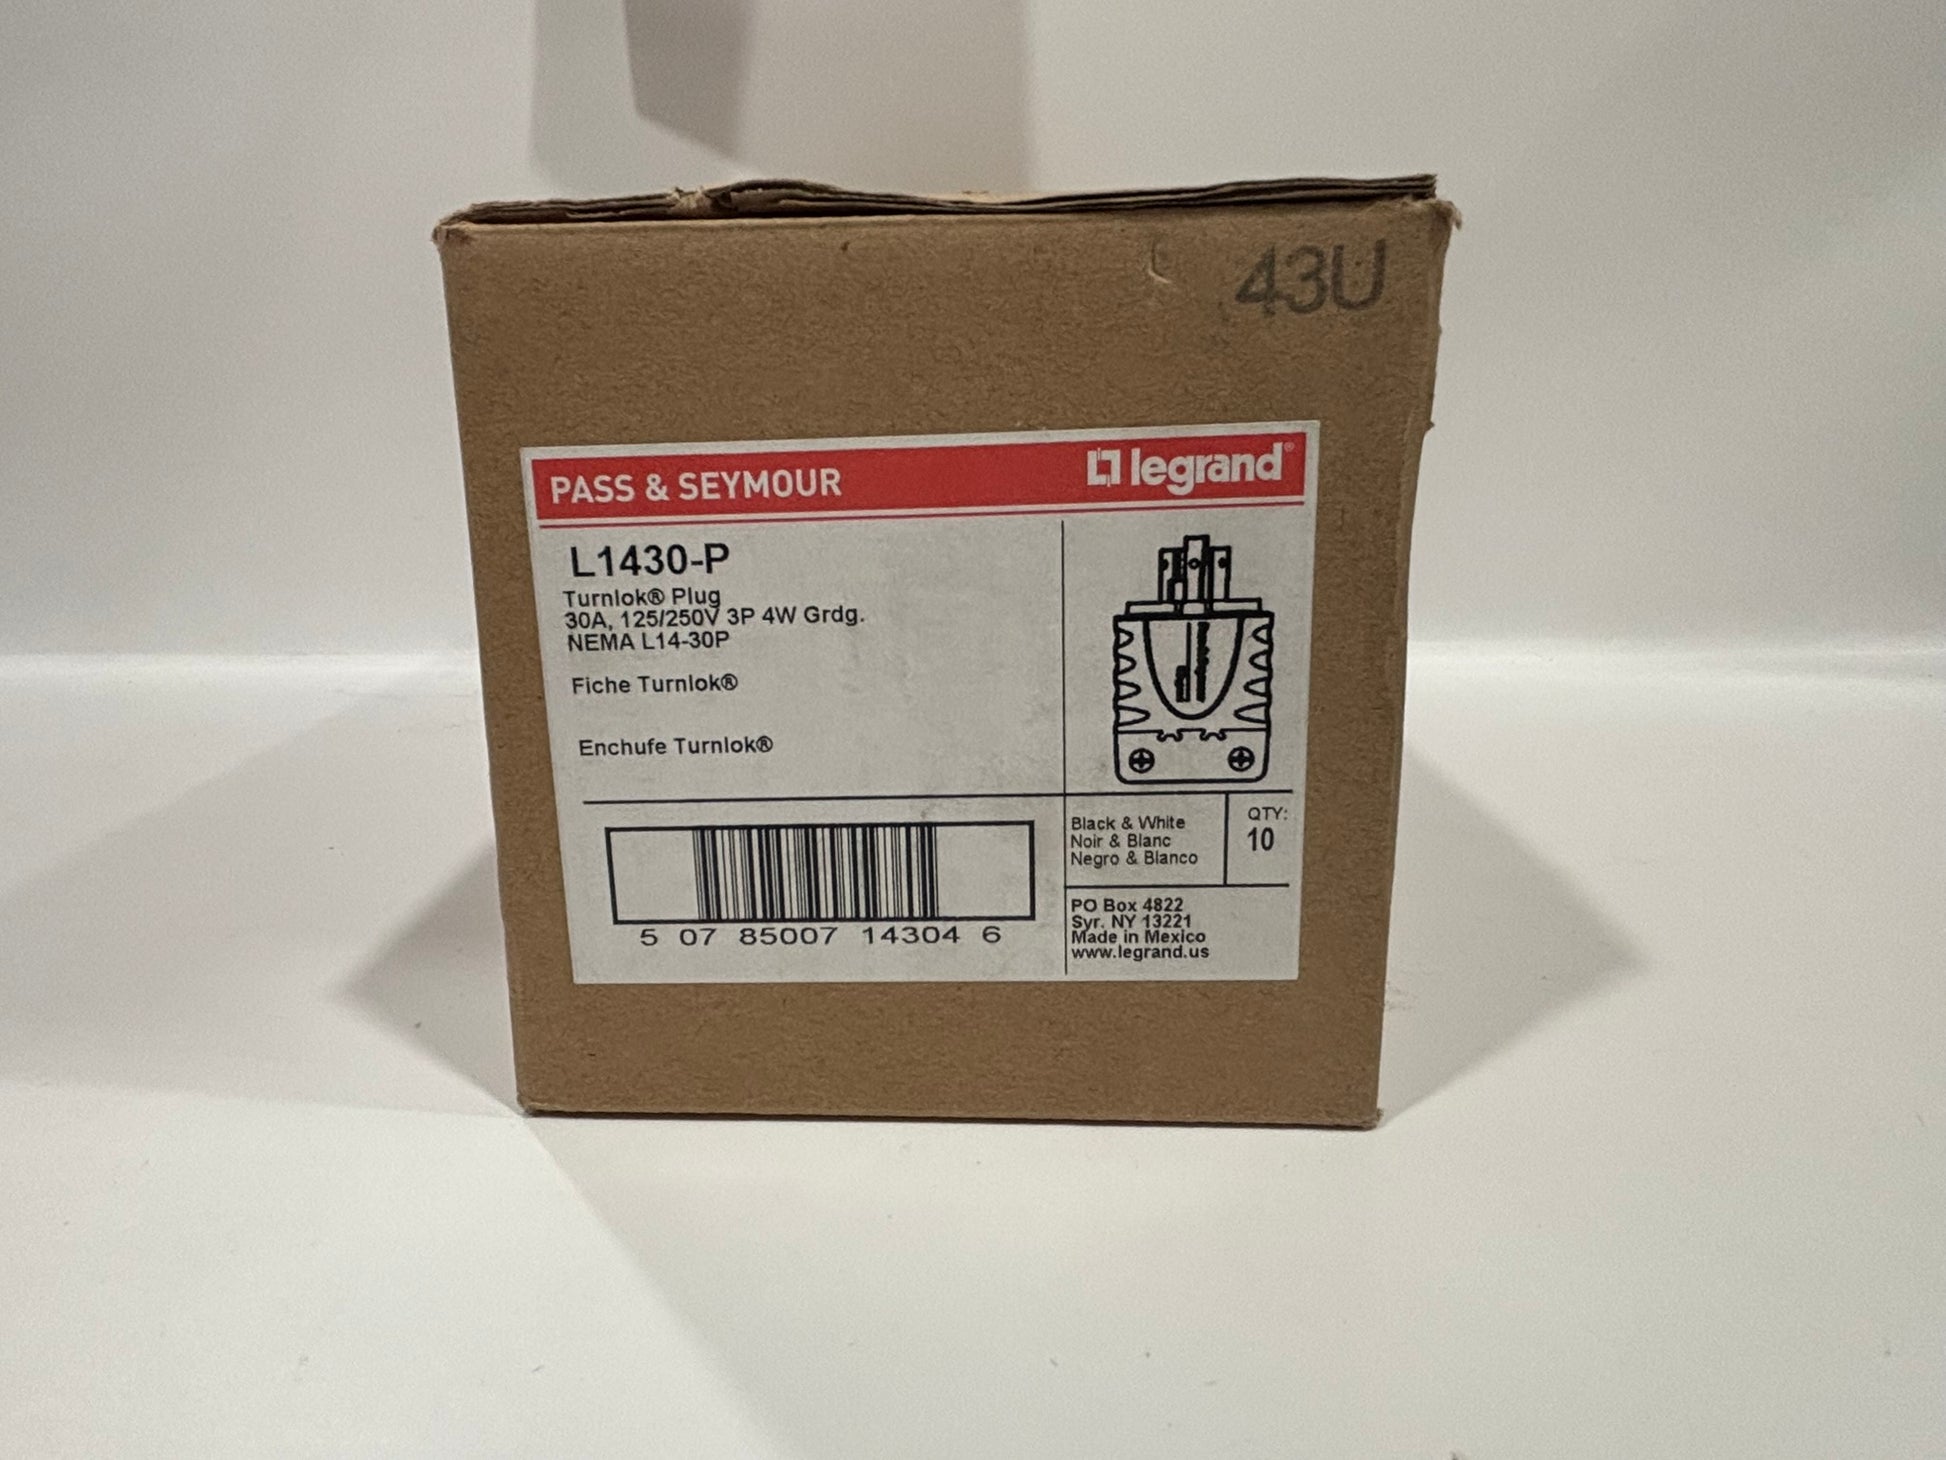 43U
PASS & SEYMOUR
legrand®
L1430-P
Turnlok® Plug
30A, 125/250V 3P 4W Grdg.
NEMA L14-30P
Fiche Turnlok®
Enchufe Turnlok®
5 07 85007 14304 6
Black & White
Noir & Blanc
Negro & Blanco
QTY:
10
PO Box 4822
Syr. NY 13221
Made in Mexico
www.legrand.us